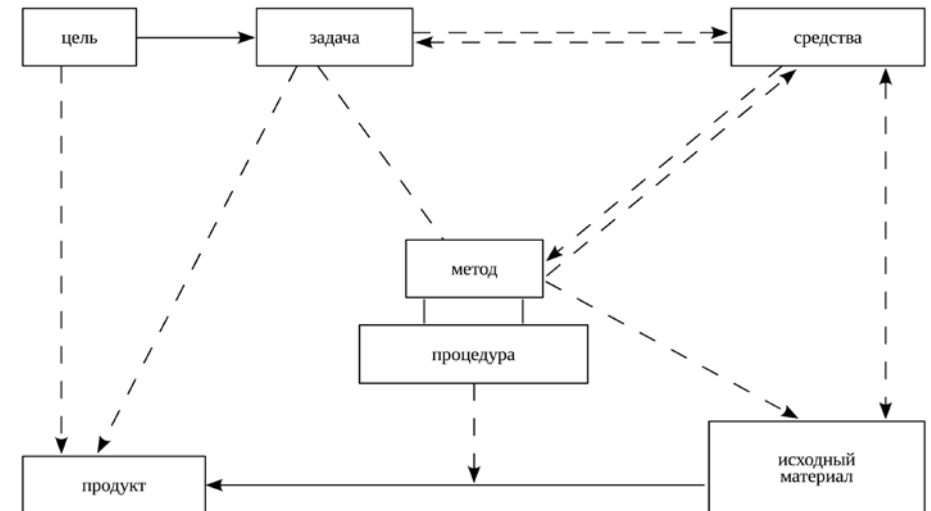 цель
задача
средства
метод
процедура
исходный
материал
продукт